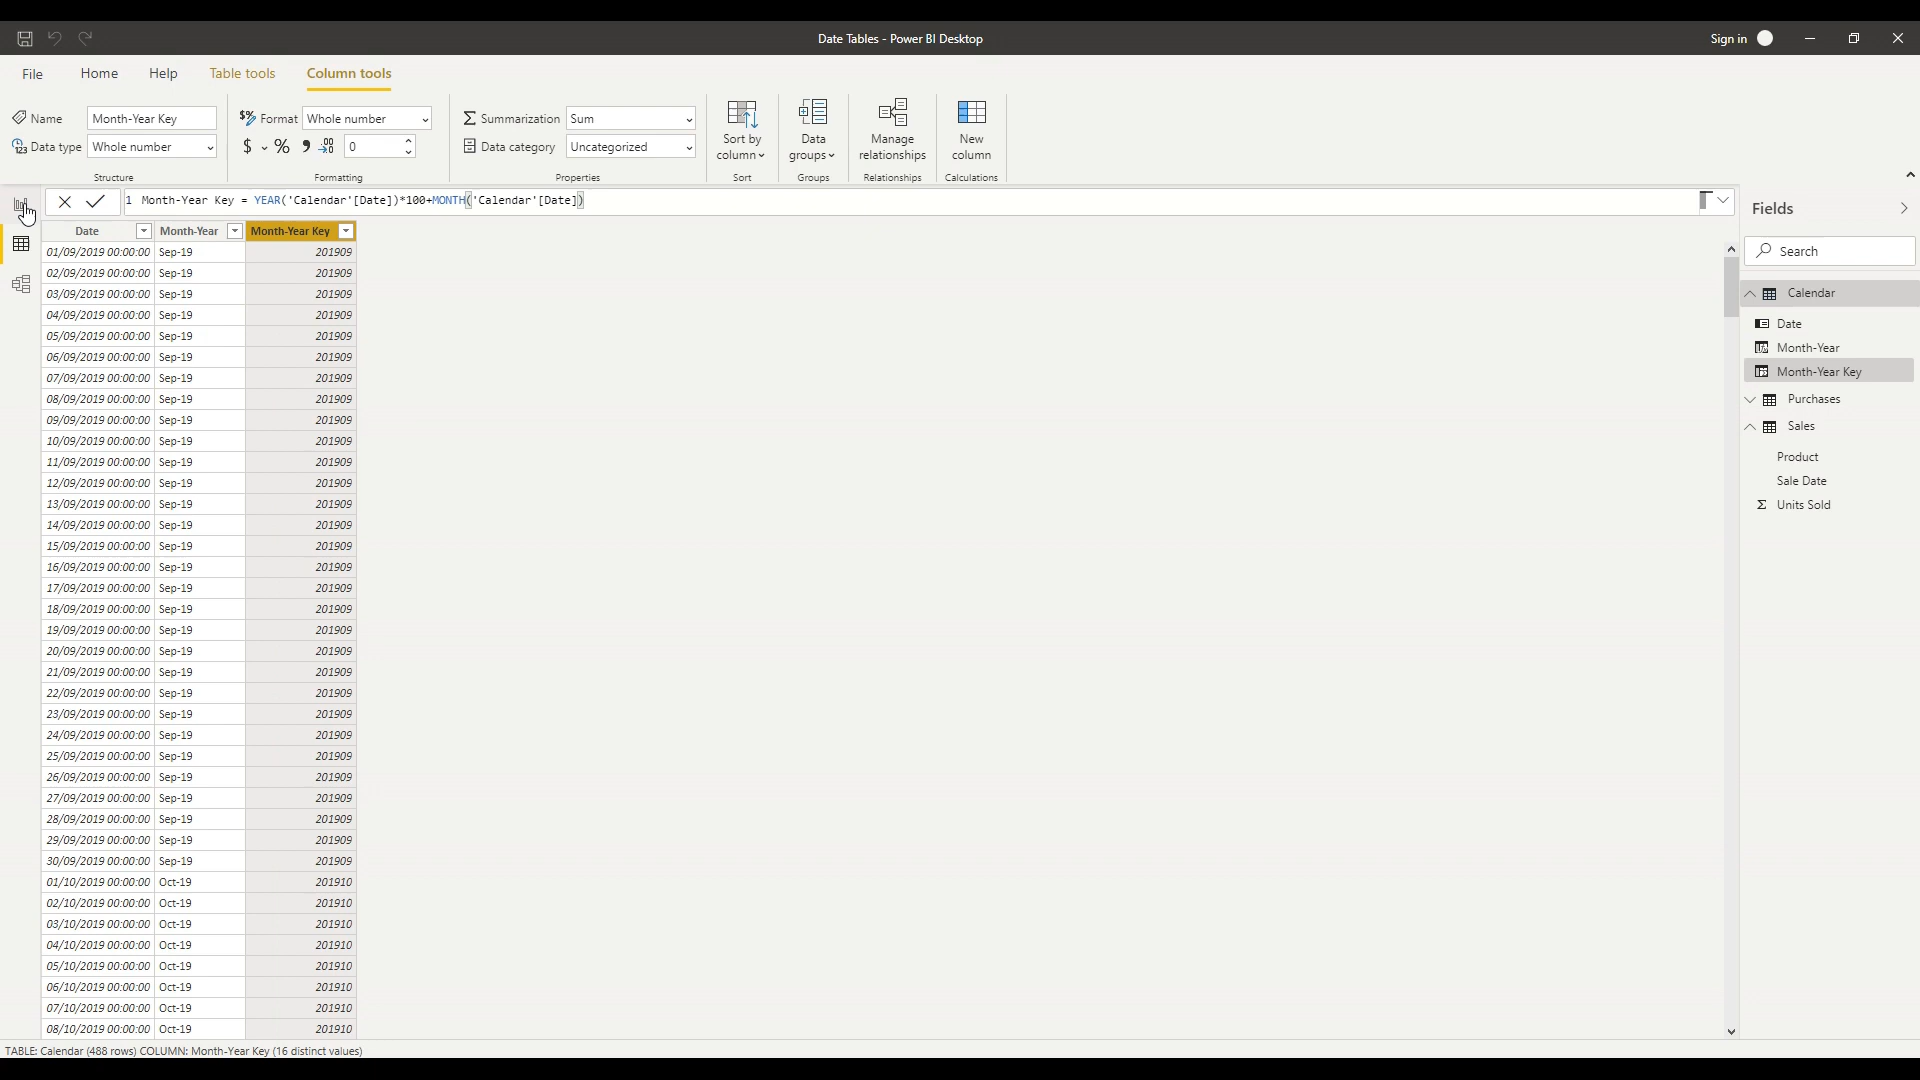 Date Tables - Power BI Desktop
Sign in
File Home Help Table tools Column tools
Name Month-Year Key
Data type Whole number
Structure
Format Whole number
$ % 0
Formatting
Summarization Sum
Data category Uncategorized
Properties
Sort by column
Sort
Data groups
Groups
Manage relationships
Relationships
New column
Calculations
1 Month-Year Key = YEAR('Calendar'[Date])*100+MONTH('Calendar'[Date])
Date Month-Year Month-Year Key
01/09/2019 00:00:00 Sep-19 201909
02/09/2019 00:00:00 Sep-19 201909
03/09/2019 00:00:00 Sep-19 201909
04/09/2019 00:00:00 Sep-19 201909
05/09/2019 00:00:00 Sep-19 201909
06/09/2019 00:00:00 Sep-19 201909
07/09/2019 00:00:00 Sep-19 201909
08/09/2019 00:00:00 Sep-19 201909
09/09/2019 00:00:00 Sep-19 201909
10/09/2019 00:00:00 Sep-19 201909
11/09/2019 00:00:00 Sep-19 201909
12/09/2019 00:00:00 Sep-19 201909
13/09/2019 00:00:00 Sep-19 201909
14/09/2019 00:00:00 Sep-19 201909
15/09/2019 00:00:00 Sep-19 201909
16/09/2019 00:00:00 Sep-19 201909
17/09/2019 00:00:00 Sep-19 201909
18/09/2019 00:00:00 Sep-19 201909
19/09/2019 00:00:00 Sep-19 201909
20/09/2019 00:00:00 Sep-19 201909
21/09/2019 00:00:00 Sep-19 201909
22/09/2019 00:00:00 Sep-19 201909
23/09/2019 00:00:00 Sep-19 201909
24/09/2019 00:00:00 Sep-19 201909
25/09/2019 00:00:00 Sep-19 201909
26/09/2019 00:00:00 Sep-19 201909
27/09/2019 00:00:00 Sep-19 201909
28/09/2019 00:00:00 Sep-19 201909
29/09/2019 00:00:00 Sep-19 201909
30/09/2019 00:00:00 Sep-19 201909
01/10/2019 00:00:00 Oct-19 201910
02/10/2019 00:00:00 Oct-19 201910
03/10/2019 00:00:00 Oct-19 201910
04/10/2019 00:00:00 Oct-19 201910
05/10/2019 00:00:00 Oct-19 201910
06/10/2019 00:00:00 Oct-19 201910
07/10/2019 00:00:00 Oct-19 201910
08/10/2019 00:00:00 Oct-19 201910
Fields
Search
Calendar
Date
Month-Year
Month-Year Key
Purchases
Sales
Product
Sale Date
Σ Units Sold
TABLE: Calendar (488 rows) COLUMN: Month-Year Key (16 distinct values)